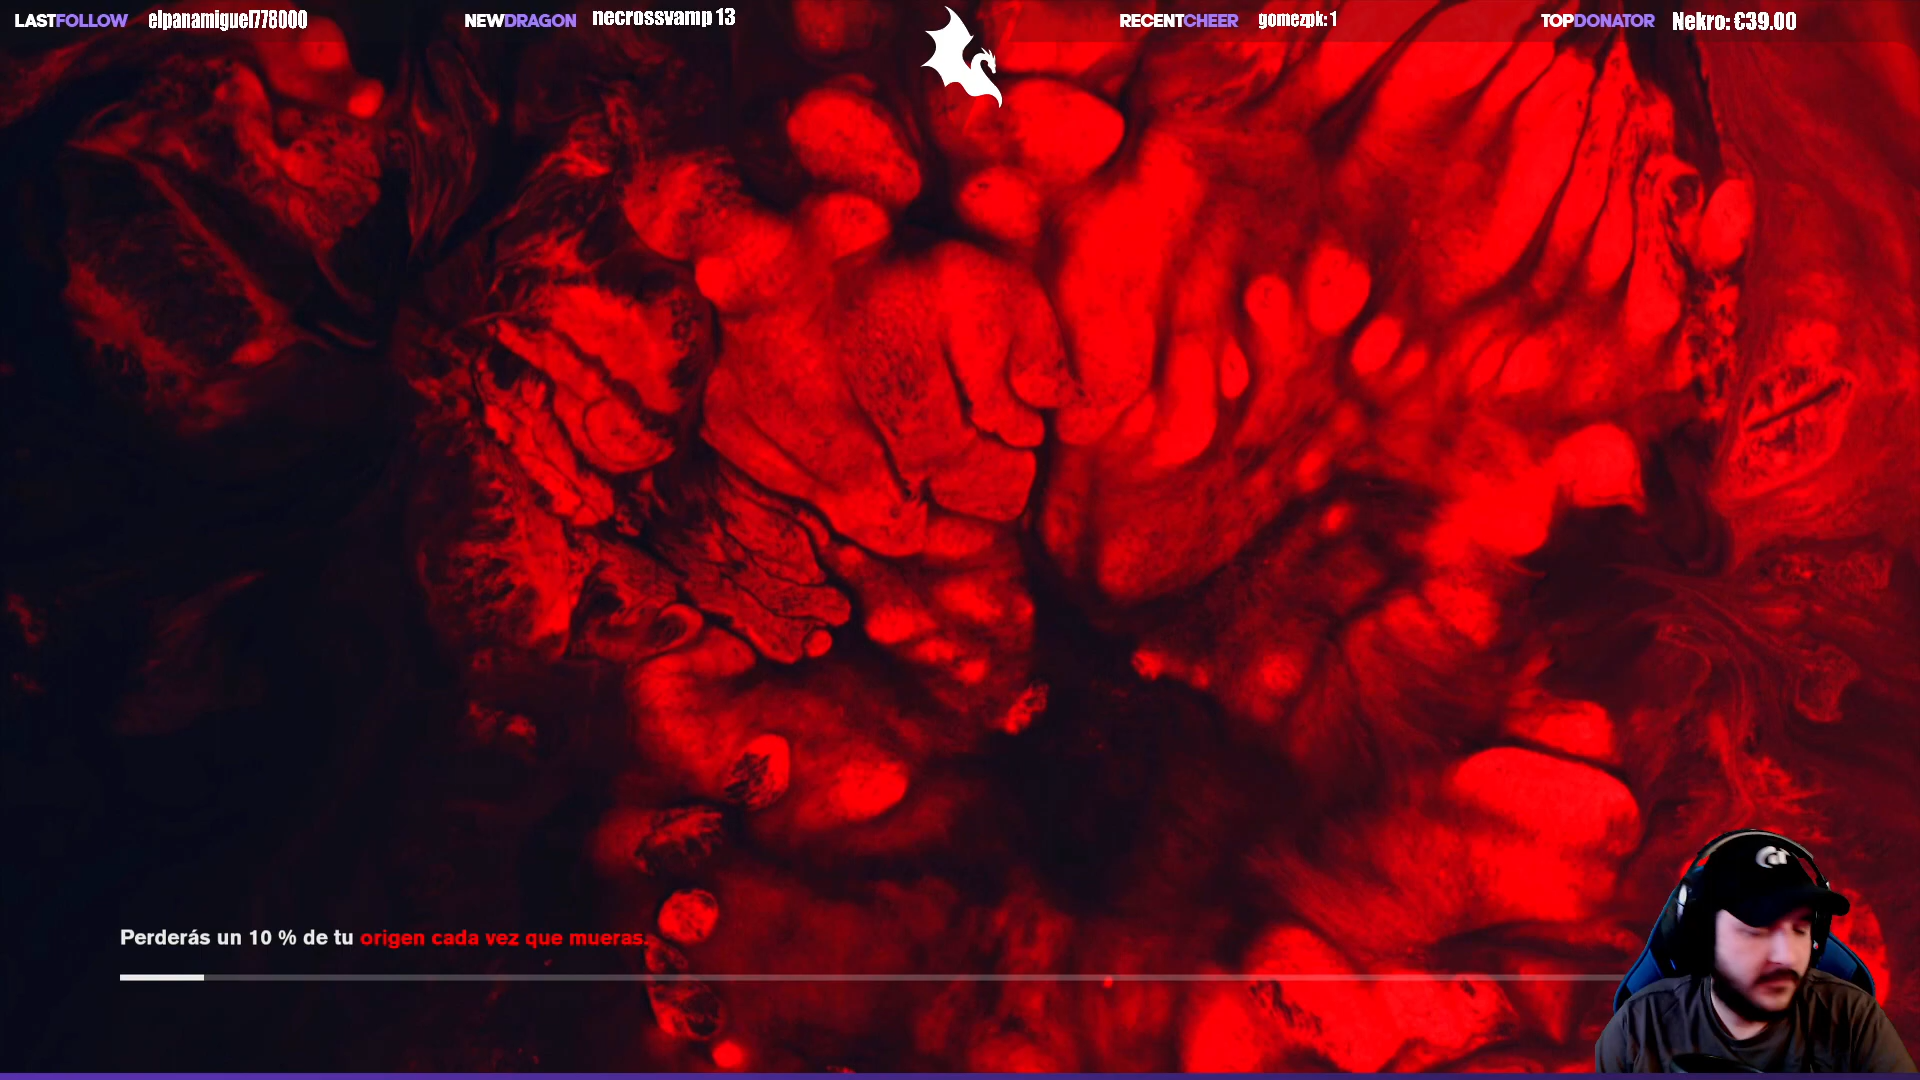 LASTFOLLOW elpanamiguel778000 NEWDRAGON necrossvamp 13 RECENTCHEER gomezpk: 1 TOPDONATOR Nekro: €39.00
Perderás un 10 % de tu origen cada vez que mueras.